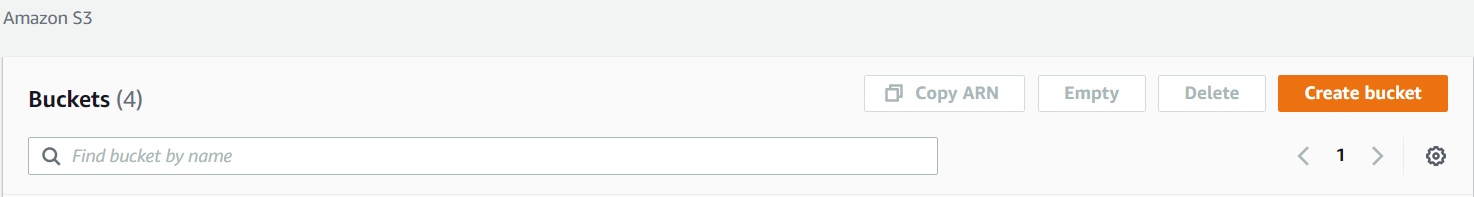 Amazon S3
Buckets (4)
Copy ARN
Empty
Delete
Create bucket
Find bucket by name
1